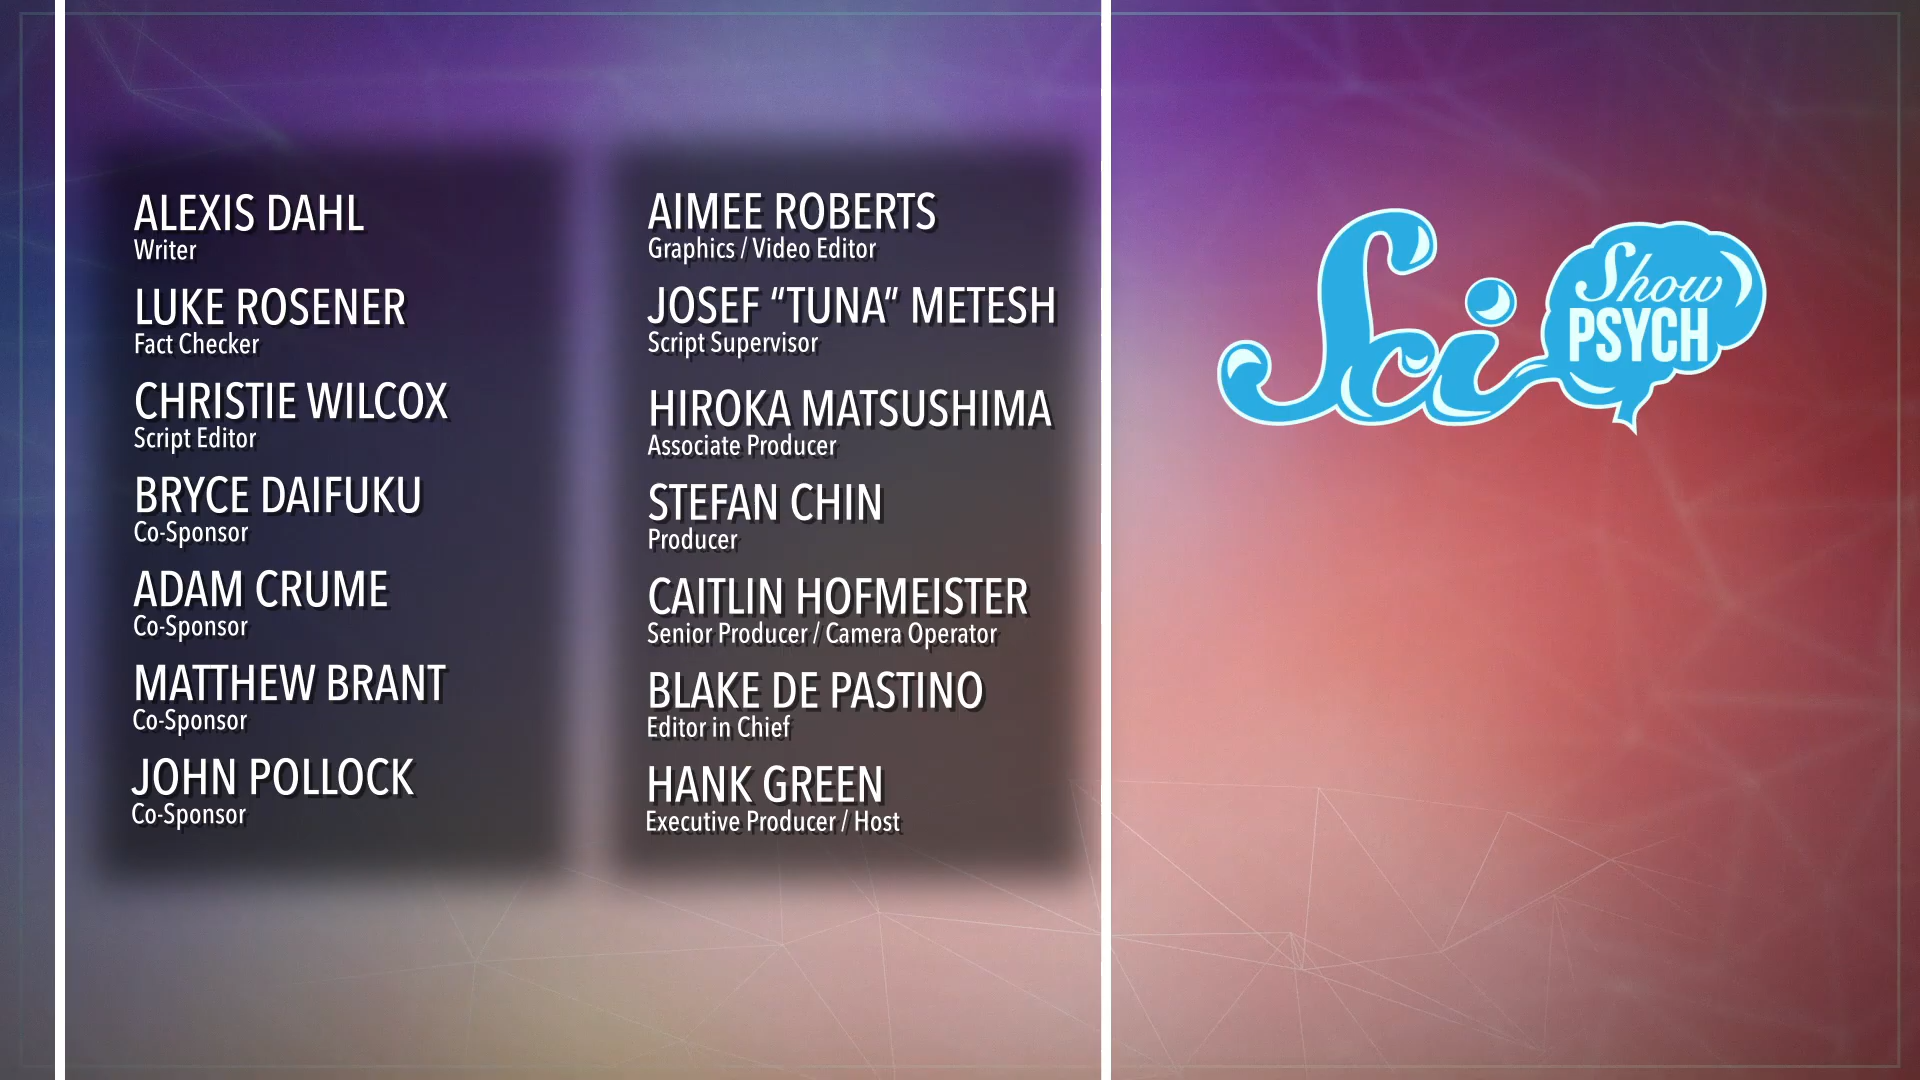 ALEXIS DAHL
Writer
LUKE ROSENER
Fact Checker
CHRISTIE WILCOX
Script Editor
BRYCE DAIFUKU
Co-Sponsor
ADAM CRUME
Co-Sponsor
MATTHEW BRANT
Co-Sponsor
JOHN POLLOCK
Co-Sponsor
AIMEE ROBERTS
Graphics / Video Editor
JOSEF “TUNA” METESH
Script Supervisor
HIROKA MATSUSHIMA
Associate Producer
STEFAN CHIN
Producer
CAITLIN HOFMEISTER
Senior Producer / Camera Operator
BLAKE DE PASTINO
Editor in Chief
HANK GREEN
Executive Producer / Host
Sci
Show
PSYCH